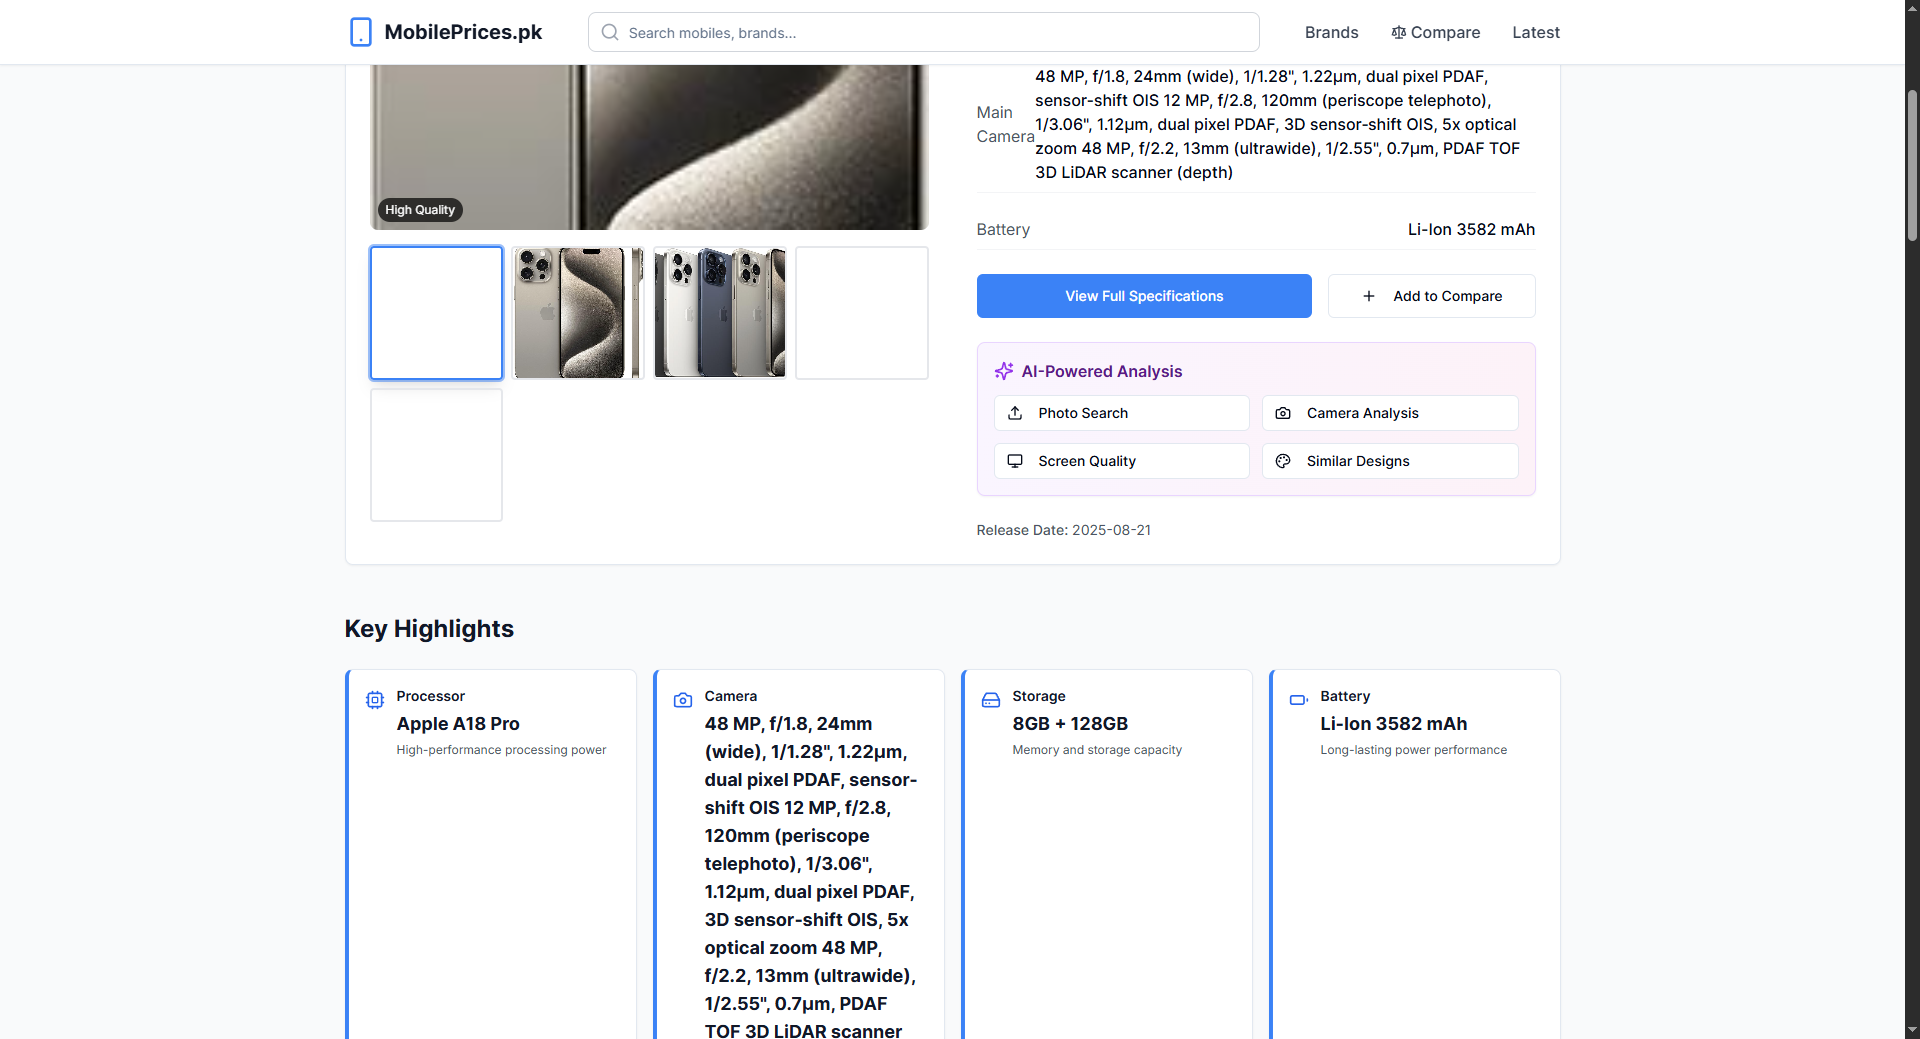 MobilePrices.pk
Search mobiles, brands...
Brands
Compare
Latest
High Quality
Main
Camera
48 MP, f/1.8, 24mm (wide), 1/1.28", 1.22µm, dual pixel PDAF,
sensor-shift OIS 12 MP, f/2.8, 120mm (periscope telephoto),
1/3.06", 1.12µm, dual pixel PDAF, 3D sensor‑shift OIS, 5x optical
zoom 48 MP, f/2.2, 13mm (ultrawide), 1/2.55", 0.7µm, PDAF TOF
3D LiDAR scanner (depth)
Battery
Li-Ion 3582 mAh
View Full Specifications
Add to Compare
AI-Powered Analysis
Photo Search
Camera Analysis
Screen Quality
Similar Designs
Release Date: 2025-08-21
Key Highlights
Processor
Apple A18 Pro
High-performance processing power
Camera
48 MP, f/1.8, 24mm
(wide), 1/1.28", 1.22µm,
dual pixel PDAF, sensor-
shift OIS 12 MP, f/2.8,
120mm (periscope
telephoto), 1/3.06",
1.12µm, dual pixel PDAF,
3D sensor‑shift OIS, 5x
optical zoom 48 MP,
f/2.2, 13mm (ultrawide),
1/2.55", 0.7µm, PDAF
TOF 3D LiDAR scanner
Storage
8GB + 128GB
Memory and storage capacity
Battery
Li-Ion 3582 mAh
Long-lasting power performance